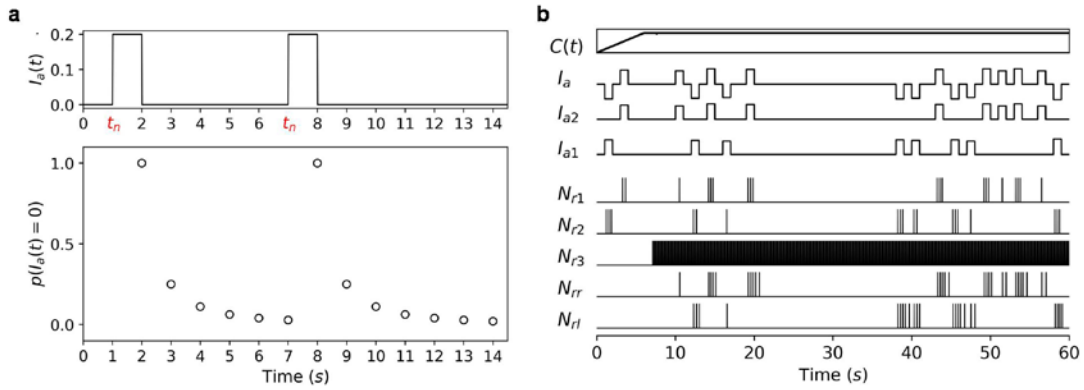 a
I_a(t)
0.2
0.1
0.0
0 1 2 3 4 5 6 7 8 9 10 11 12 13 14
t_n t_n
p(I_a(t) = 0)
1.0
0.5
0.0
0 1 2 3 4 5 6 7 8 9 10 11 12 13 14
Time (s)
b
C(t)
I_a
I_a2
I_a1
N_r1
N_r2
N_r3
N_rr
N_rl
0 10 20 30 40 50 60
Time (s)